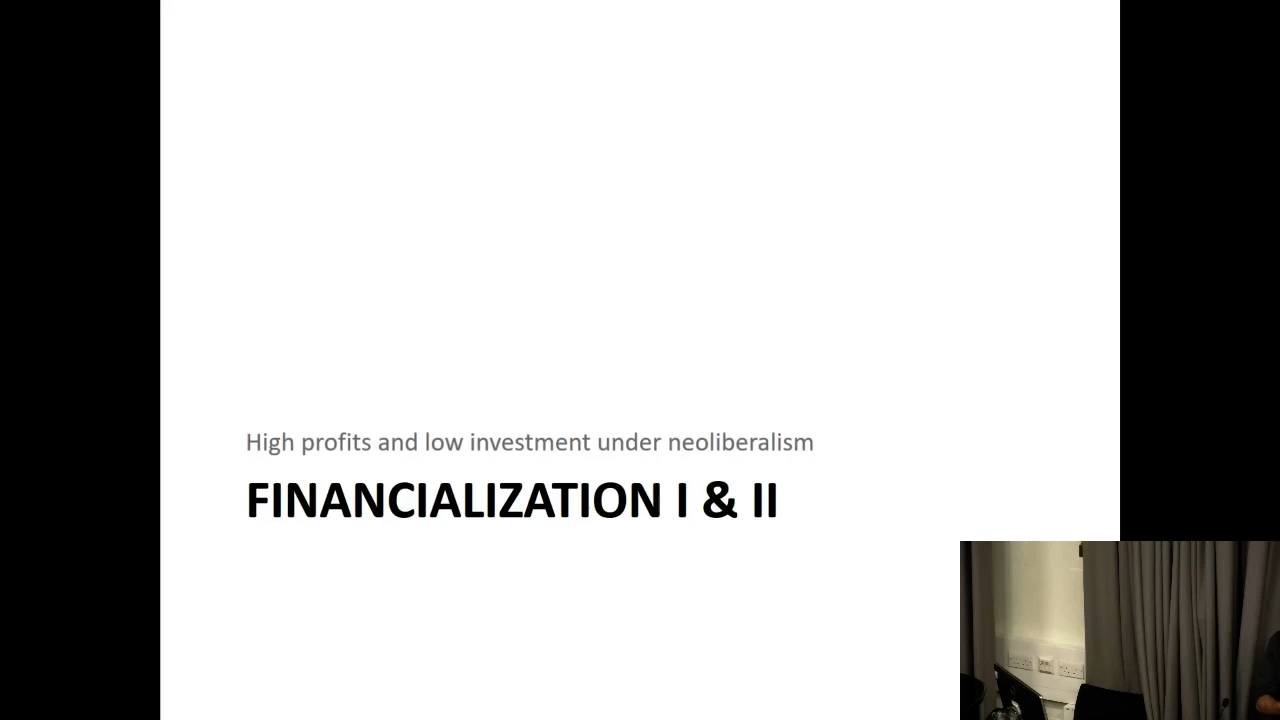 High profits and low investment under neoliberalism
FINANCIALIZATION I & II